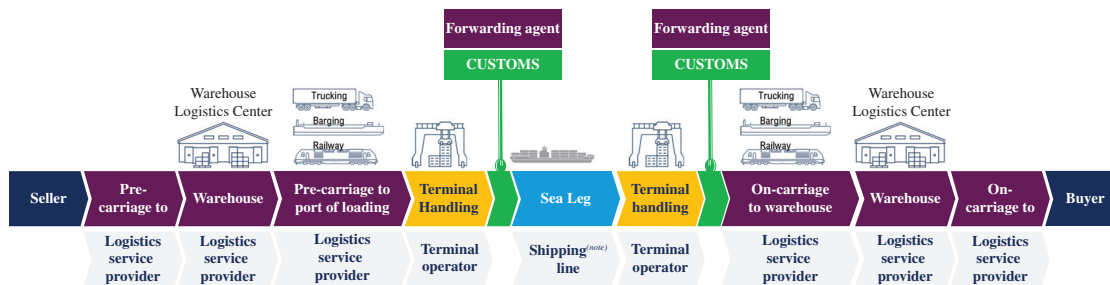 Forwarding agent
CUSTOMS
Forwarding agent
CUSTOMS
Warehouse
Logistics Center
Trucking
Barging
Railway
Trucking
Barging
Railway
Warehouse
Logistics Center
Seller
Pre-
carriage to
Warehouse
Pre-carriage to
port of loading
Terminal
Handling
Sea Leg
Terminal
handling
On-carriage
to warehouse
Warehouse
On-
carriage to
Buyer
Logistics
service
provider
Logistics
service
provider
Logistics
service
provider
Terminal
operator
Shipping(note)
line
Terminal
operator
Logistics
service
provider
Logistics
service
provider
Logistics
service
provider